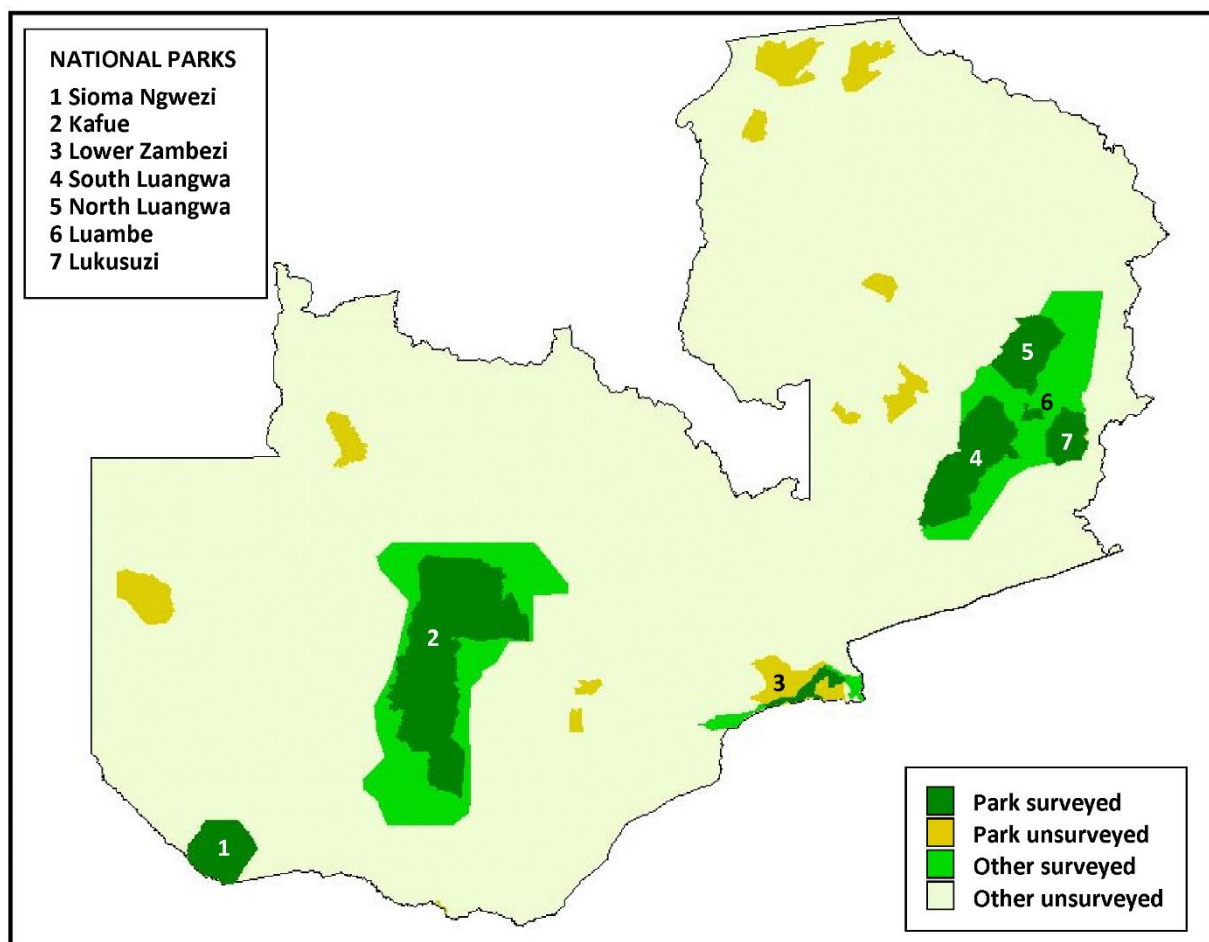 NATIONAL PARKS
1 Sioma Ngwezi
2 Kafue
3 Lower Zambezi
4 South Luangwa
5 North Luangwa
6 Luambe
7 Lukusuzi
5
6
7
4
2
3
1
Park surveyed
Park unsurveyed
Other surveyed
Other unsurveyed